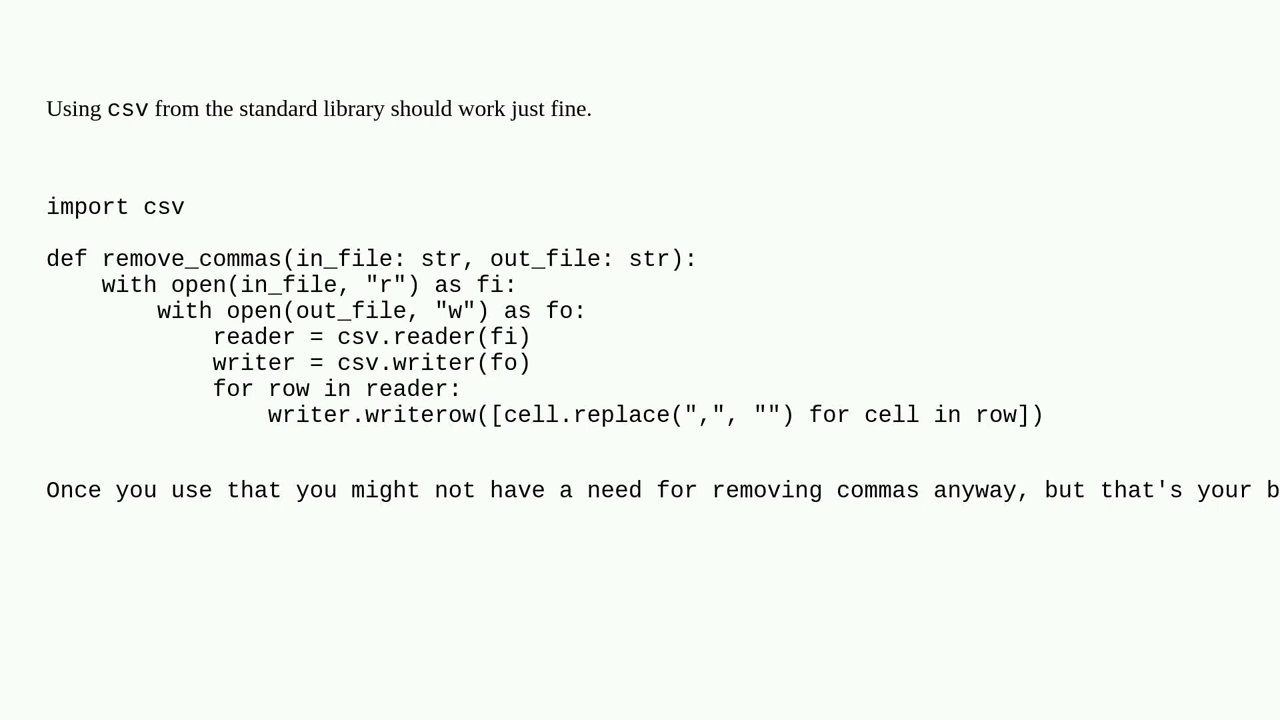 Using csv from the standard library should work just fine.
import csv
def remove_commas(in_file: str, out_file: str):
    with open(in_file, "r") as fi:
        with open(out_file, "w") as fo:
            reader = csv.reader(fi)
            writer = csv.writer(fo)
            for row in reader:
                writer.writerow([cell.replace(",", "") for cell in row])
Once you use that you might not have a need for removing commas anyway, but that's your